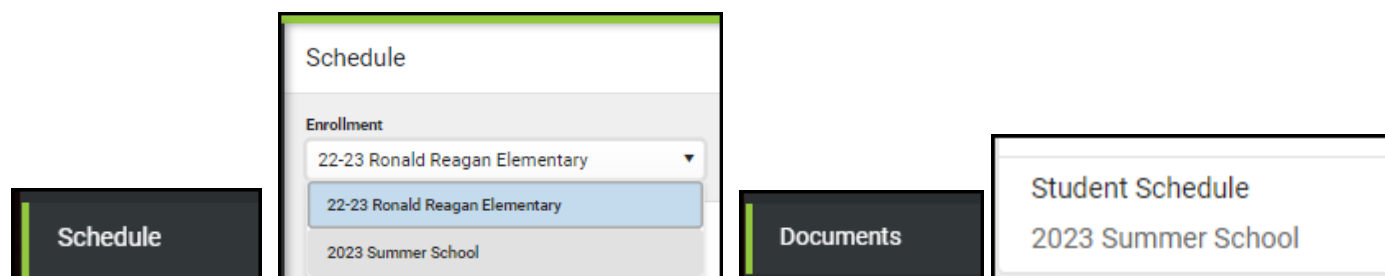 Schedule
Schedule
Enrollment
22-23 Ronald Reagan Elementary
22-23 Ronald Reagan Elementary
2023 Summer School
Documents
Student Schedule
2023 Summer School